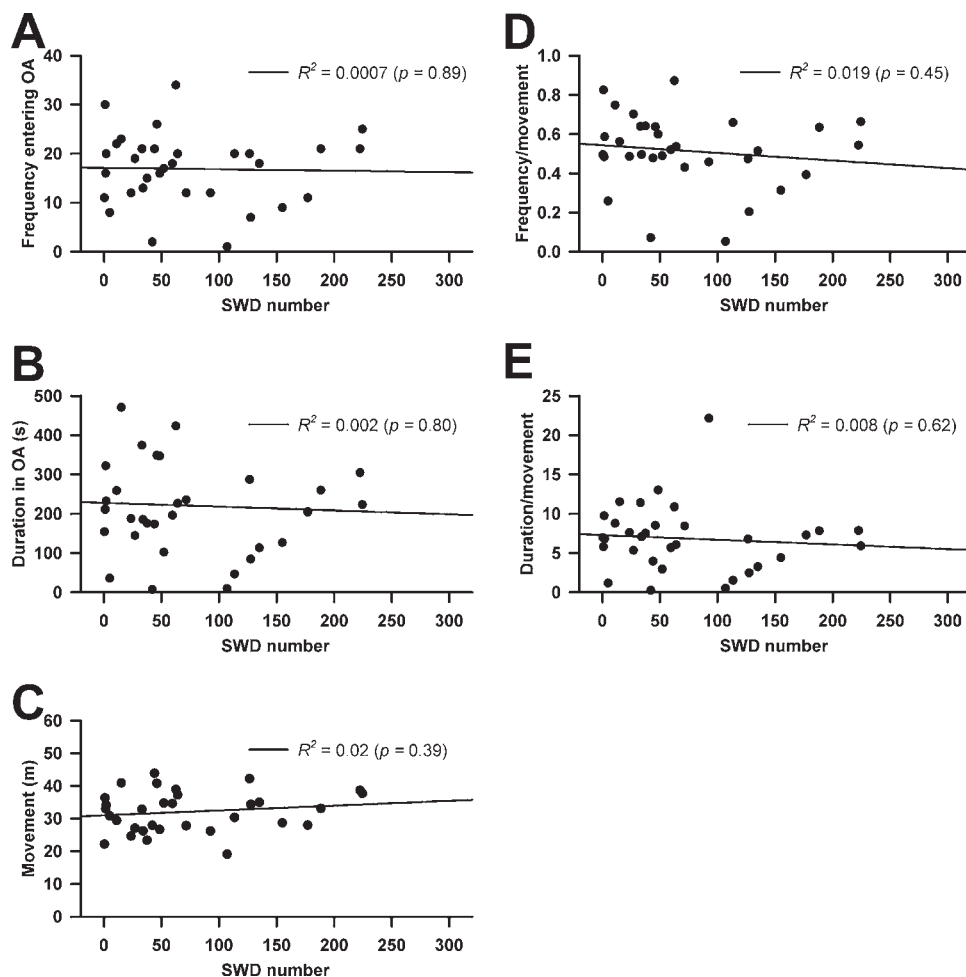 A
Frequency entering OA
40
30
20
10
0
R² = 0.0007 (p = 0.89)
0 50 100 150 200 250 300
SWD number
B
Duration in OA (s)
500
400
300
200
100
0
R² = 0.002 (p = 0.80)
0 50 100 150 200 250 300
SWD number
C
Movement (m)
60
50
40
30
20
10
0
R² = 0.02 (p = 0.39)
0 50 100 150 200 250 300
SWD number
D
Frequency/movement
1.0
0.8
0.6
0.4
0.2
0.0
R² = 0.019 (p = 0.45)
0 50 100 150 200 250 300
SWD number
E
Duration/movement
25
20
15
10
5
0
R² = 0.008 (p = 0.62)
0 50 100 150 200 250 300
SWD number